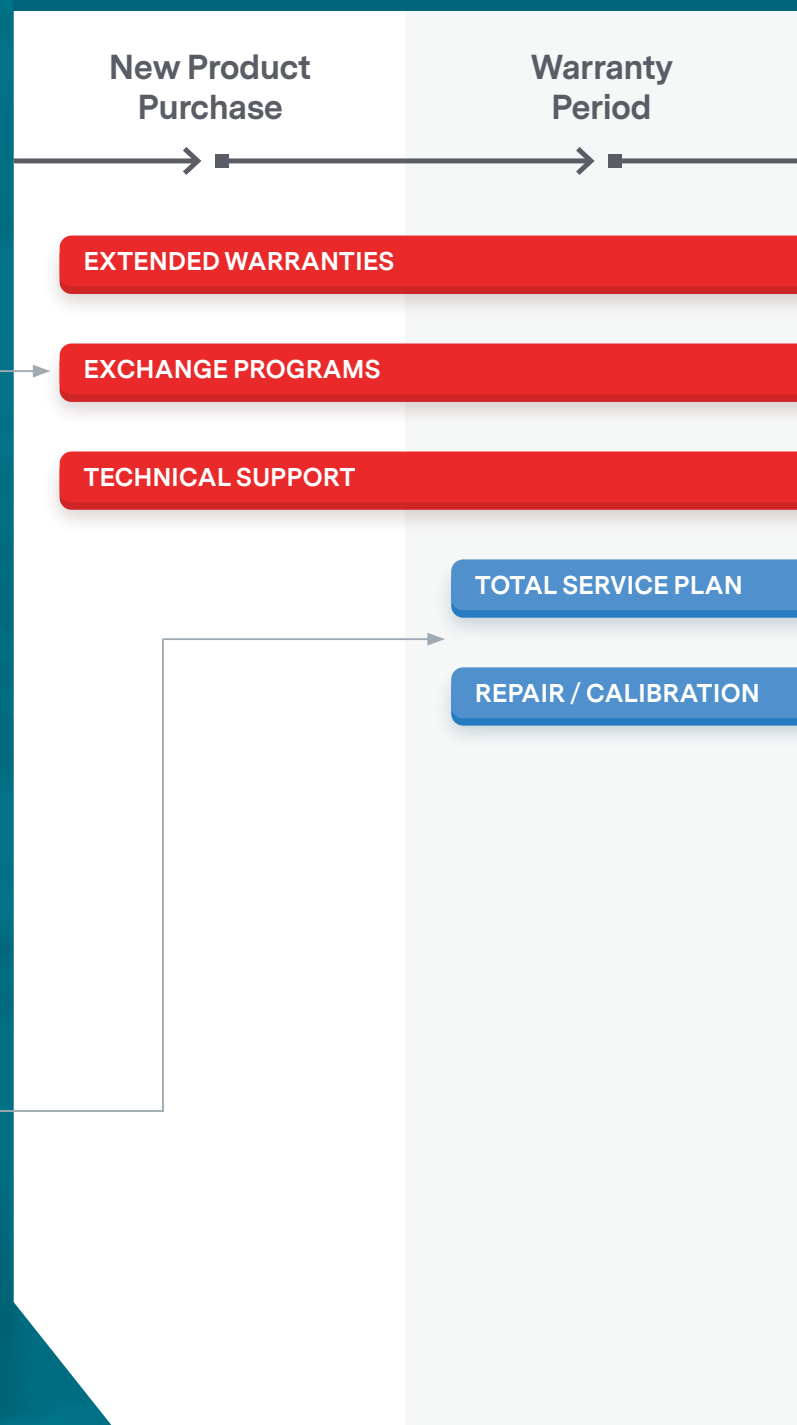 New Product
Purchase
Warranty
Period
EXTENDED WARRANTIES
EXCHANGE PROGRAMS
TECHNICAL SUPPORT
TOTAL SERVICE PLAN
REPAIR / CALIBRATION